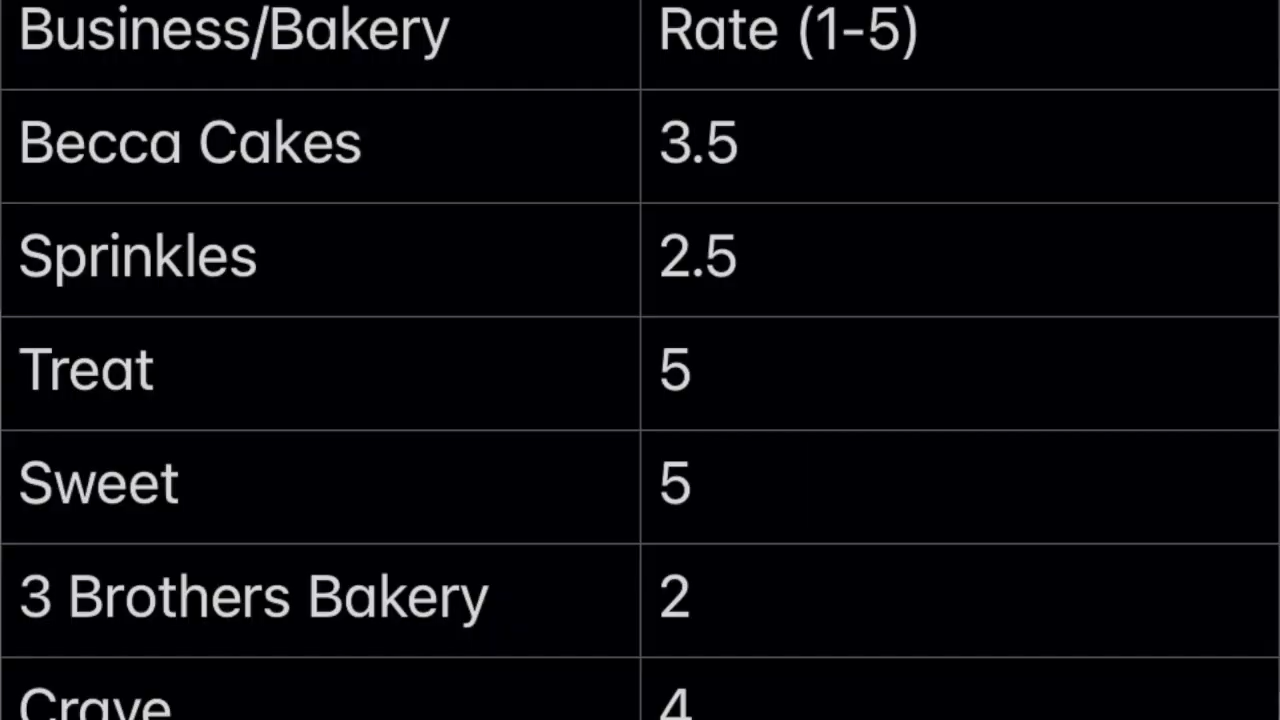 Business/Bakery Rate (1-5)
Becca Cakes 3.5
Sprinkles 2.5
Treat 5
Sweet 5
3 Brothers Bakery 2
Crave 4